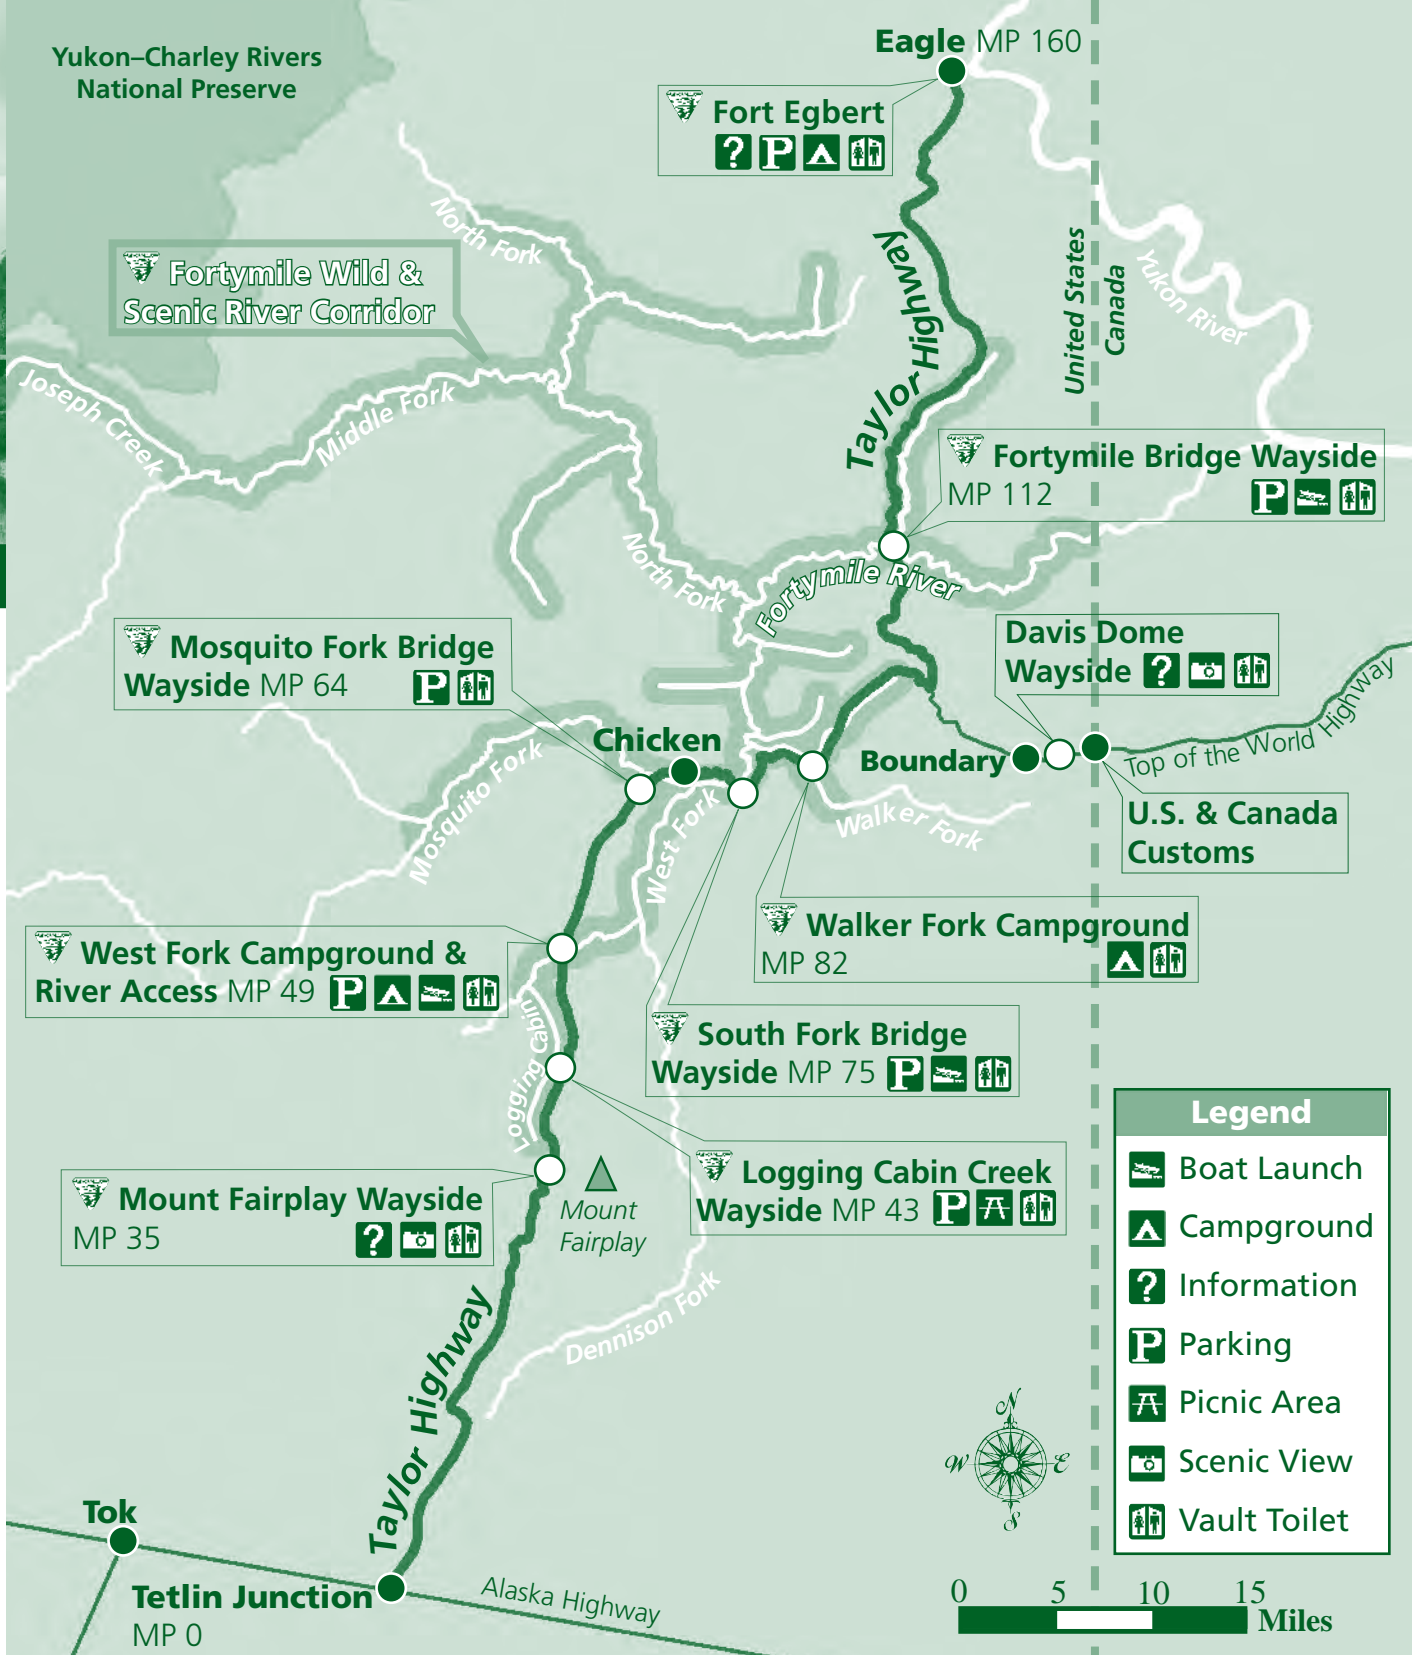 Yukon–Charley Rivers
National Preserve
Eagle MP 160
Fort Egbert
? P
North Fork
Fortymile Wild &
Scenic River Corridor
Taylor Highway
United States
Canada
Yukon River
Joseph Creek
Middle Fork
Fortymile Bridge Wayside
MP 112 P
North Fork
Fortymile River
Mosquito Fork Bridge
Wayside MP 64 P
Davis Dome
Wayside ?
Chicken
Boundary
Top of the World Highway
Mosquito Fork
West Fork
Walker Fork
U.S. & Canada
Customs
Walker Fork Campground
MP 82
West Fork Campground &
River Access MP 49 P
South Fork Bridge
Wayside MP 75 P
Logging Cabin
Logging Cabin Creek
Wayside MP 43 P
Mount Fairplay Wayside
MP 35 ?
Mount
Fairplay
Dennison Fork
Taylor Highway
Legend
Boat Launch
Campground
? Information
P Parking
Picnic Area
Scenic View
Vault Toilet
N
W E
S
Tok
Tetlin Junction
MP 0
Alaska Highway
0 5 10 15
Miles